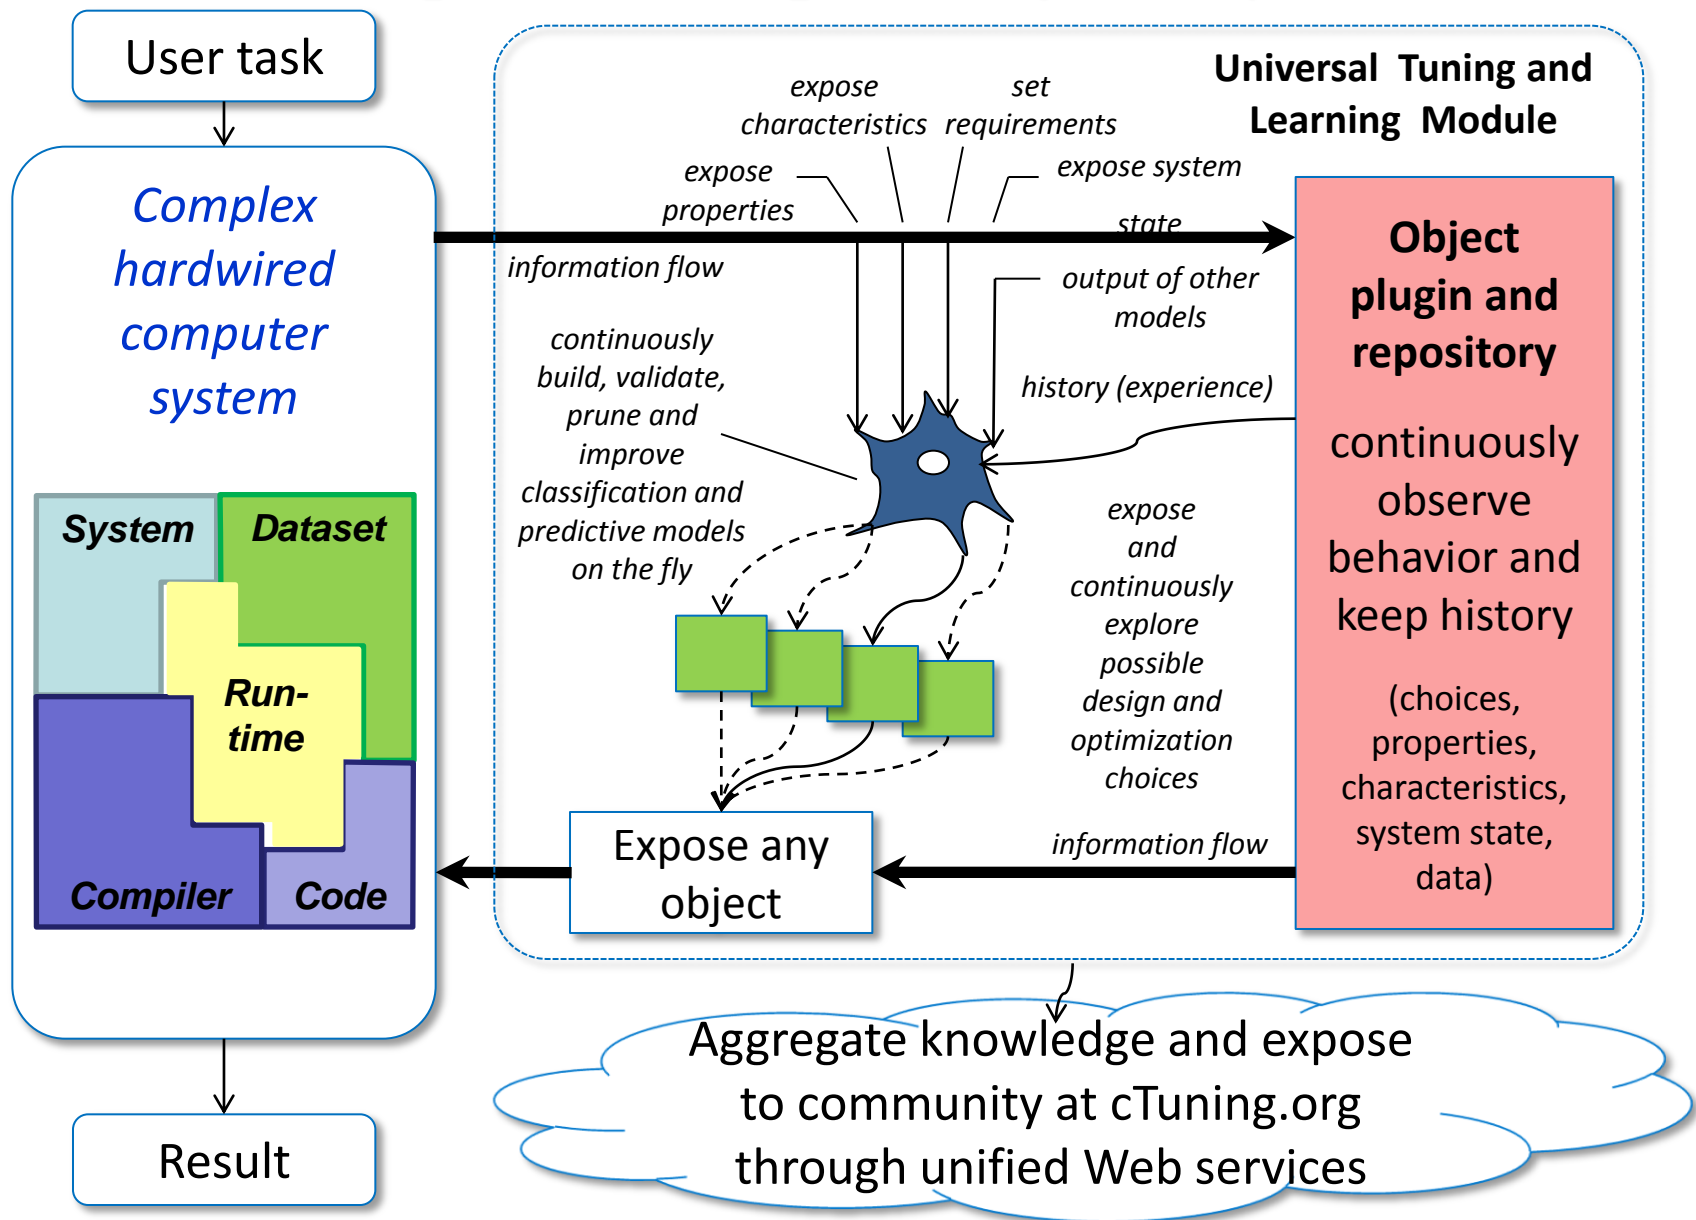 User task
Complex
hardwired
computer
system
System
Dataset
Run-
time
Compiler
Code
Result
Universal Tuning and
Learning Module
expose
characteristics
set
requirements
expose
properties
expose system
state
information flow
output of other
models
continuously
build, validate,
prune and
improve
classification and
predictive models
on the fly
history (experience)
expose
and
continuously
explore
possible
design and
optimization
choices
Object
plugin and
repository
continuously
observe
behavior and
keep history
(choices,
properties,
characteristics,
system state,
data)
Expose any
object
information flow
Aggregate knowledge and expose
to community at cTuning.org
through unified Web services